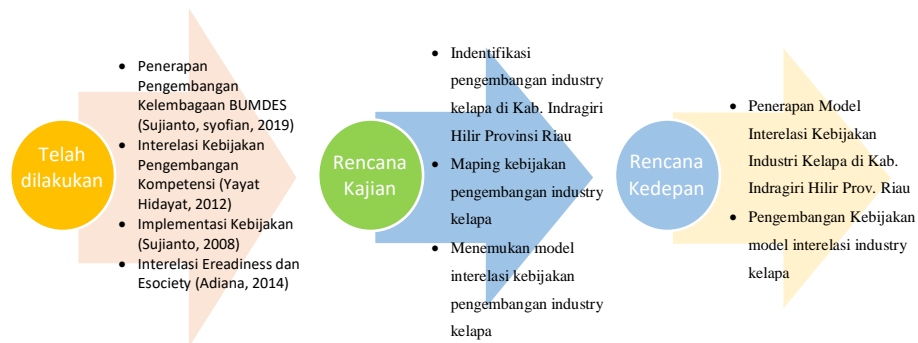 Telah
dilakukan
• Penerapan
Pengembangan
Kelembagaan BUMDES
(Sujianto, syofian, 2019)
• Interelasi Kebijakan
Pengembangan
Kompetensi (Yayat
Hidayat, 2012)
• Implementasi Kebijakan
(Sujianto, 2008)
• Interelasi Ereadiness dan
Esociety (Adiana, 2014)
Rencana
Kajian
• Indentifikasi
pengembangan industry
kelapa di Kab. Indragiri
Hilir Provinsi Riau
• Maping kebijakan
pengembangan industry
kelapa
• Menemukan model
interelasi kebijakan
pengembangan industry
kelapa
Rencana
Kedepan
• Penerapan Model
Interelasi Kebijakan
Industri Kelapa di Kab.
Indragiri Hilir Prov. Riau
• Pengembangan Kebijakan
model interelasi industry
kelapa